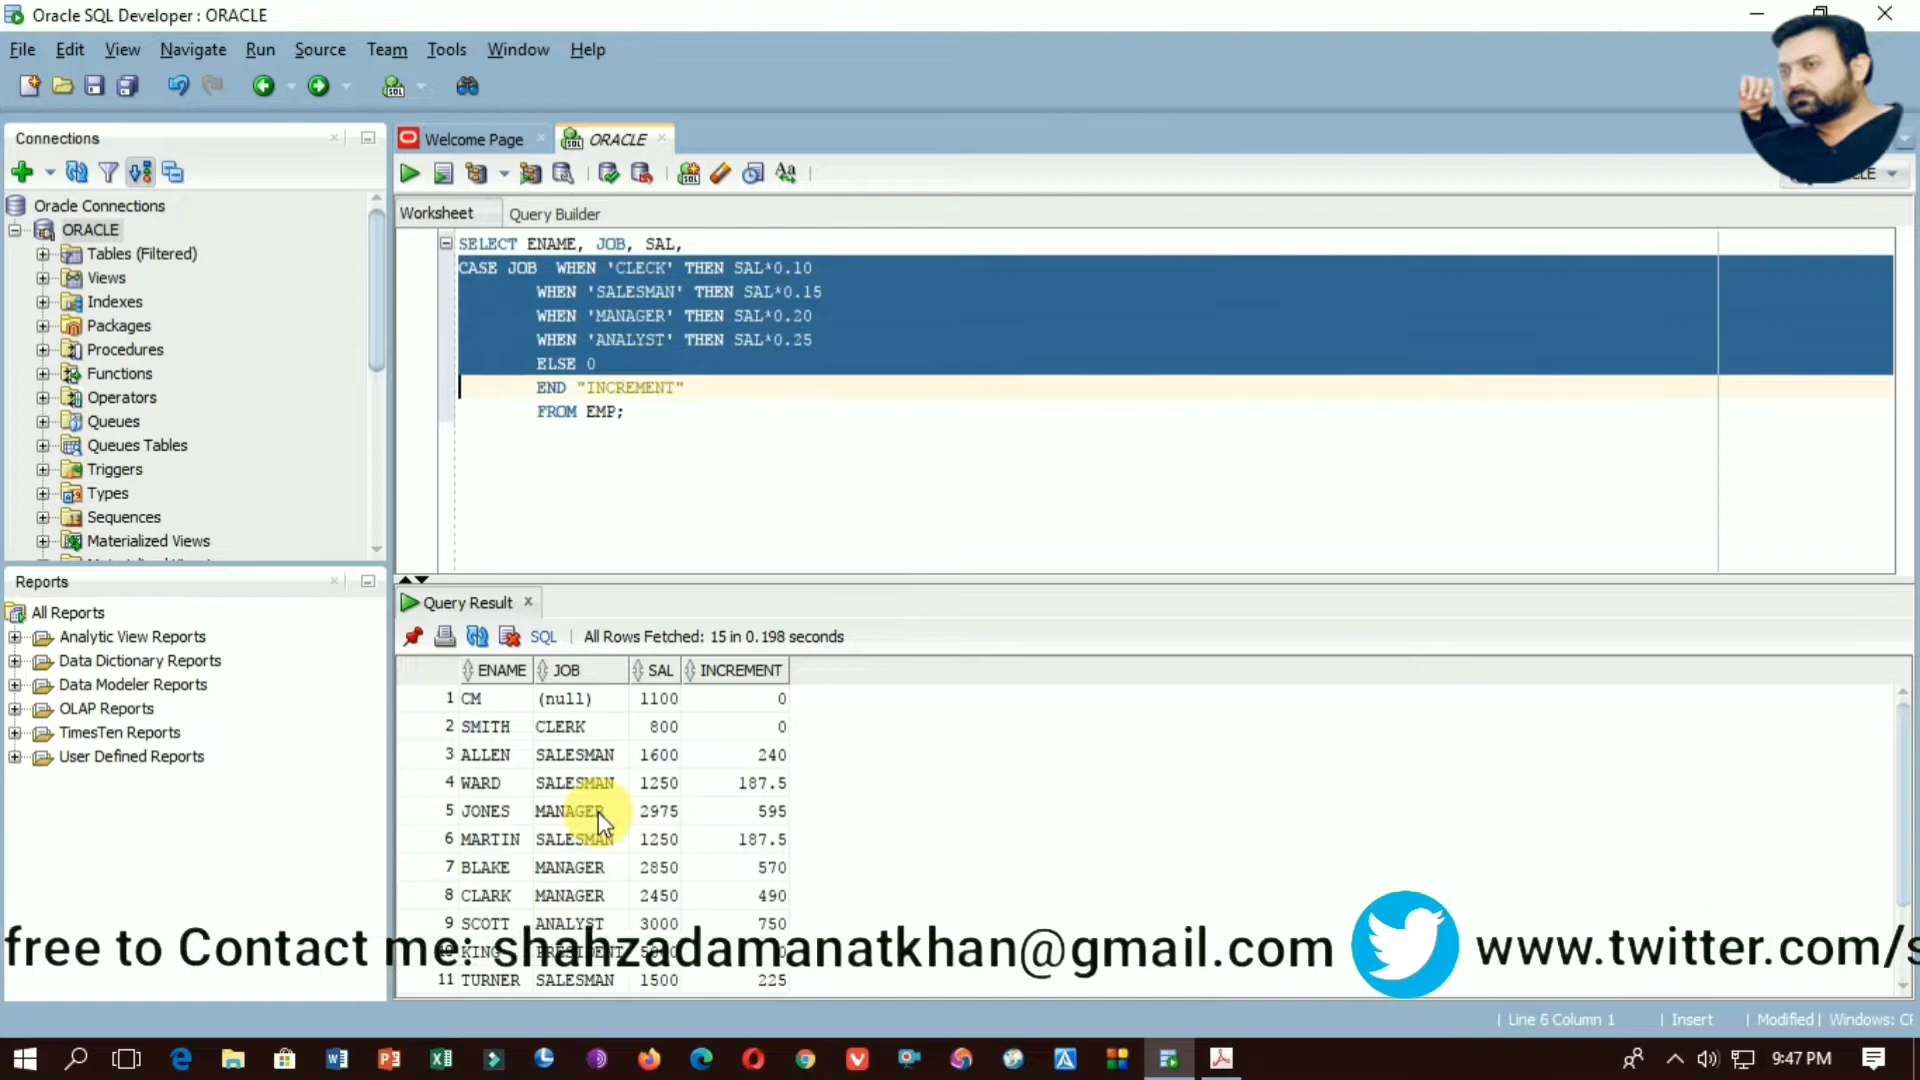 Oracle SQL Developer : ORACLE
File Edit View Navigate Run Source Team Tools Window Help
Connections
Oracle Connections
ORACLE
Tables (Filtered)
Views
Indexes
Packages
Procedures
Functions
Operators
Queues
Queues Tables
Triggers
Types
Sequences
Materialized Views
Reports
All Reports
Analytic View Reports
Data Dictionary Reports
Data Modeler Reports
OLAP Reports
TimesTen Reports
User Defined Reports
Welcome Page ORACLE
Worksheet Query Builder
SELECT ENAME, JOB, SAL,
CASE JOB WHEN 'CLECK' THEN SAL*0.10
WHEN 'SALESMAN' THEN SAL*0.15
WHEN 'MANAGER' THEN SAL*0.20
WHEN 'ANALYST' THEN SAL*0.25
ELSE 0
END "INCREMENT"
FROM EMP;
Query Result
SQL All Rows Fetched: 15 in 0.198 seconds
ENAME JOB SAL INCREMENT
1 CM (null) 1100 0
2 SMITH CLERK 800 0
3 ALLEN SALESMAN 1600 240
4 WARD SALESMAN 1250 187.5
5 JONES MANAGER 2975 595
6 MARTIN SALESMAN 1250 187.5
7 BLAKE MANAGER 2850 570
8 CLARK MANAGER 2450 490
9 SCOTT ANALYST 3000 750
10 KING PRESIDENT
11 TURNER SALESMAN 1500 225
free to Contact me: shahzadamanatkhan@gmail.com www.twitter.com/s
Line 6 Column 1 Insert Modified Windows: CF
9:47 PM